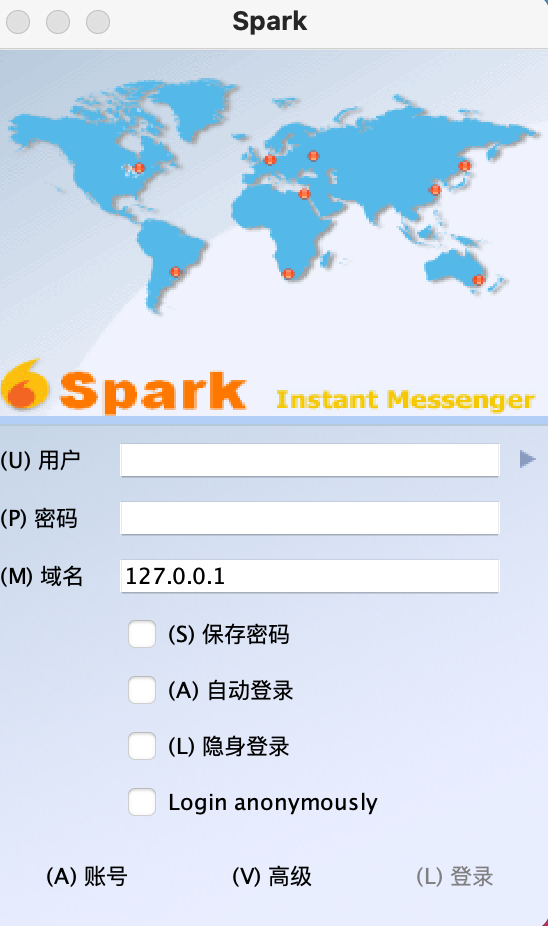 Spark
Spark Instant Messenger
(U) 用户
(P) 密码
(M) 域名 127.0.0.1
(S) 保存密码
(A) 自动登录
(L) 隐身登录
Login anonymously
(A) 账号 (V) 高级 (L) 登录